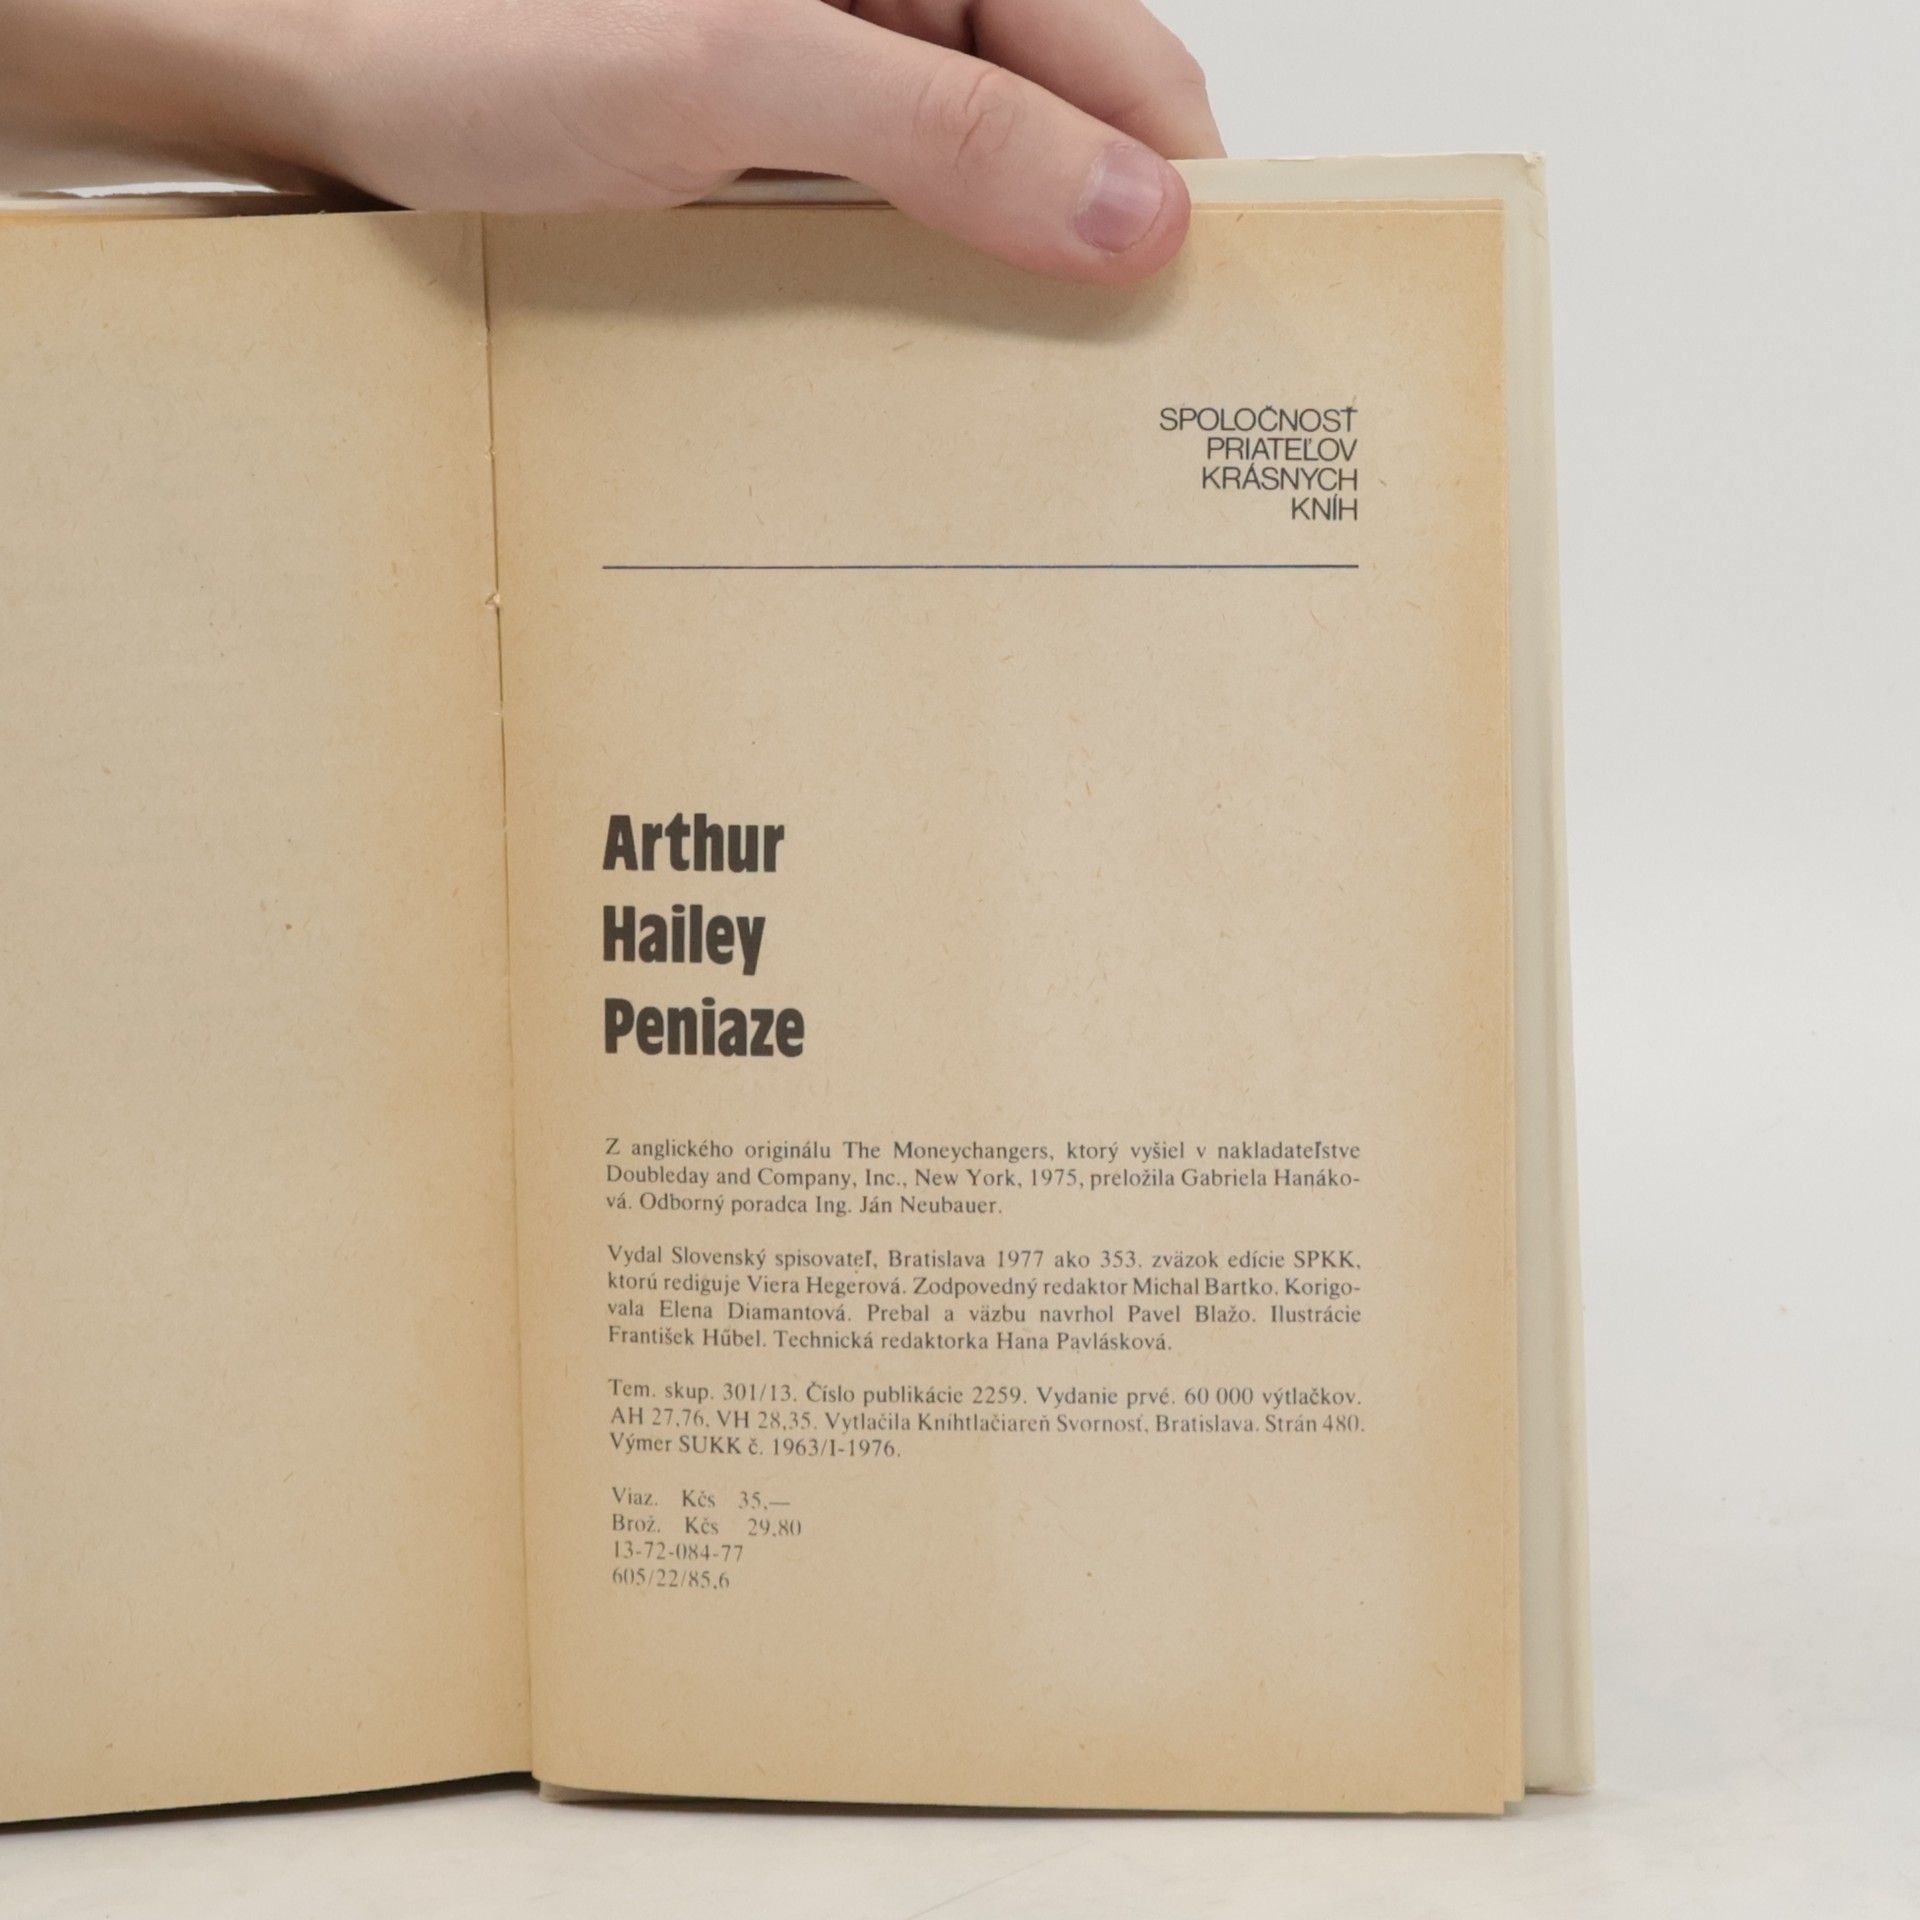 SPOLOČNOSŤ
PRIATEĽOV
KRÁSNYCH
KNÍH
Arthur
Hailey
Peniaze
Z anglického originálu The Moneychangers, ktorý vyšiel v nakladateľstve
Doubleday and Company, Inc., New York, 1975, preložila Gabriela Hanáko-
vá. Odborný poradca Ing. Ján Neubauer.
Vydal Slovenský spisovateľ, Bratislava 1977 ako 353. zväzok edície SPKK,
ktorú rediguje Viera Hegerová. Zodpovedný redaktor Michal Bartko. Korigo-
vala Elena Diamantová. Prebal a väzbu navrhol Pavel Blažo. Ilustrácie
František Hűbel. Technická redaktorka Hana Pavlásková.
Tem. skup. 301/13. Číslo publikácie 2259. Vydanie prvé. 60 000 výtlačkov.
AH 27,76, VH 28,35. Vytlačila Kníhtlačiareň Svornosť, Bratislava. Strán 480.
Výmer SUKK č. 1963/I-1976.
Viaz. Kčs 35,—
Brož. Kčs 29,80
13-72-084-77
605/22/85,6